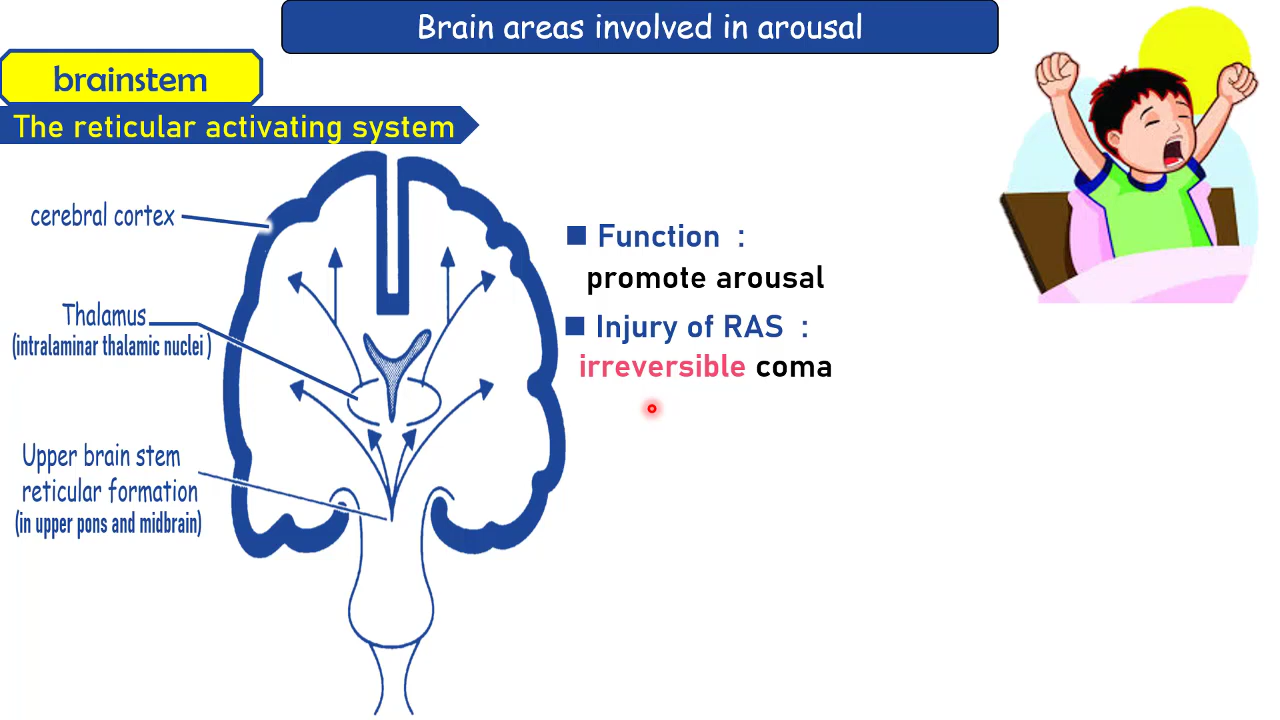 Brain areas involved in arousal
brainstem
The reticular activating system
cerebral cortex
Thalamus
(intralaminar thalamic nuclei )
Upper brain stem
reticular formation
(in upper pons and midbrain)
Function :
promote arousal
Injury of RAS :
irreversible coma